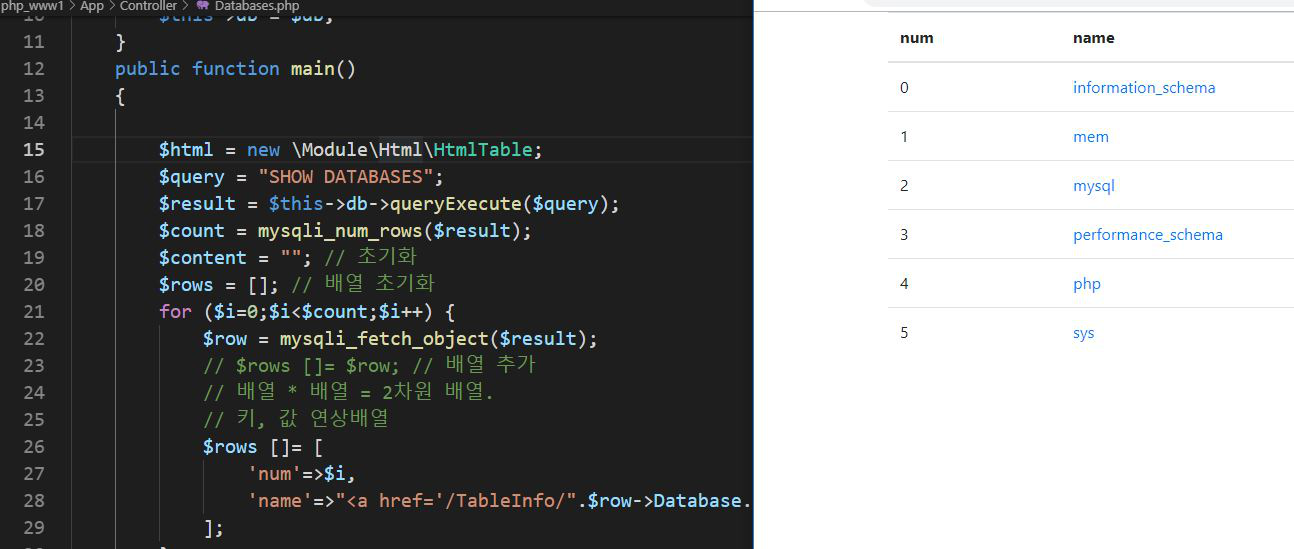 php_www1 > App > Controller > Databases.php
10 $this->db = $db;
11 }
12 public function main()
13 {
14
15 $html = new \Module\Html\HtmlTable;
16 $query = "SHOW DATABASES";
17 $result = $this->db->queryExecute($query);
18 $count = mysqli_num_rows($result);
19 $content = ""; // 초기화
20 $rows = []; // 배열 초기화
21 for ($i=0;$i<$count;$i++) {
22 $row = mysqli_fetch_object($result);
23 // $rows []= $row; // 배열 추가
24 // 배열 * 배열 = 2차원 배열.
25 // 키, 값 연상배열
26 $rows []= [
27 'num'=>$i,
28 'name'=>"<a href='/TableInfo/".$row->Database.
29 ];
num name
0 information_schema
1 mem
2 mysql
3 performance_schema
4 php
5 sys